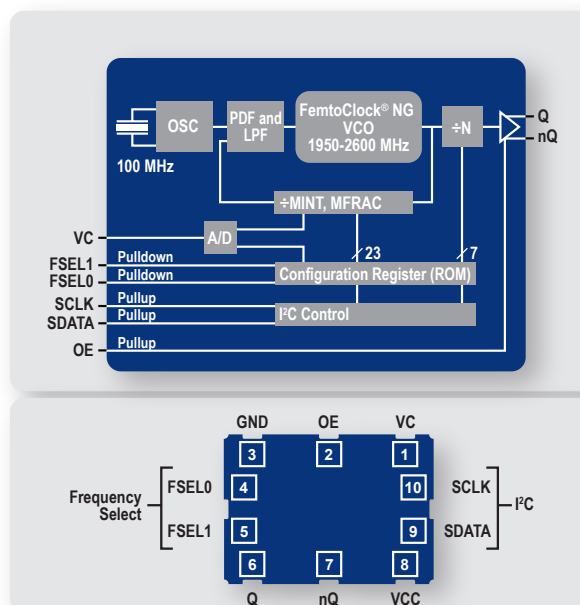 FemtoClock® NG
VCO
1950-2600 MHz
OSC
PDF and
LPF
÷N
Q
nQ
100 MHz
÷MINT, MFRAC
VC
A/D
23
7
FSEL1
Pulldown
FSEL0
Pulldown
Configuration Register (ROM)
SCLK
Pullup
SDATA
Pullup
I²C Control
OE
Pullup
GND
OE
VC
3
2
1
Frequency
Select
FSEL0
4
10
SCLK
I²C
FSEL1
5
9
SDATA
6
7
8
Q
nQ
VCC